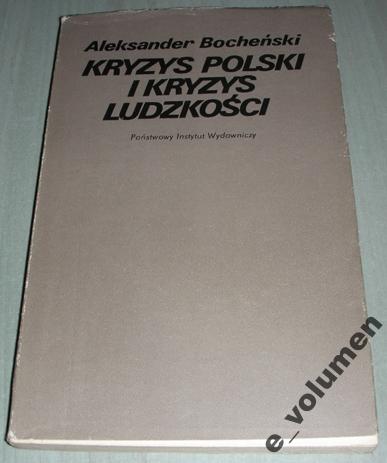 Aleksander Bocheński
KRYZYS POLSKI
I KRYZYS
LUDZKOŚCI
Państwowy Instytut Wydawniczy
e_volumen